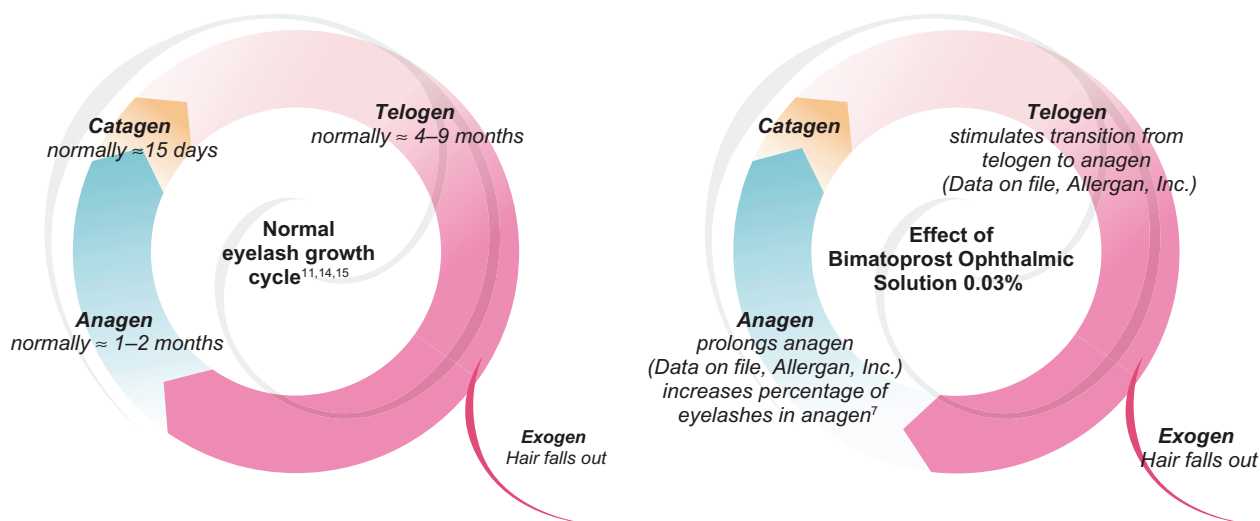 Catagen
normally ≈15 days
Telogen
normally ≈ 4–9 months
Normal
eyelash growth
cycle11,14,15
Anagen
normally ≈ 1–2 months
Exogen
Hair falls out
Catagen
Telogen
stimulates transition from
telogen to anagen
(Data on file, Allergan, Inc.)
Effect of
Bimatoprost Ophthalmic
Solution 0.03%
Anagen
prolongs anagen
(Data on file, Allergan, Inc.)
increases percentage of
eyelashes in anagen7
Exogen
Hair falls out